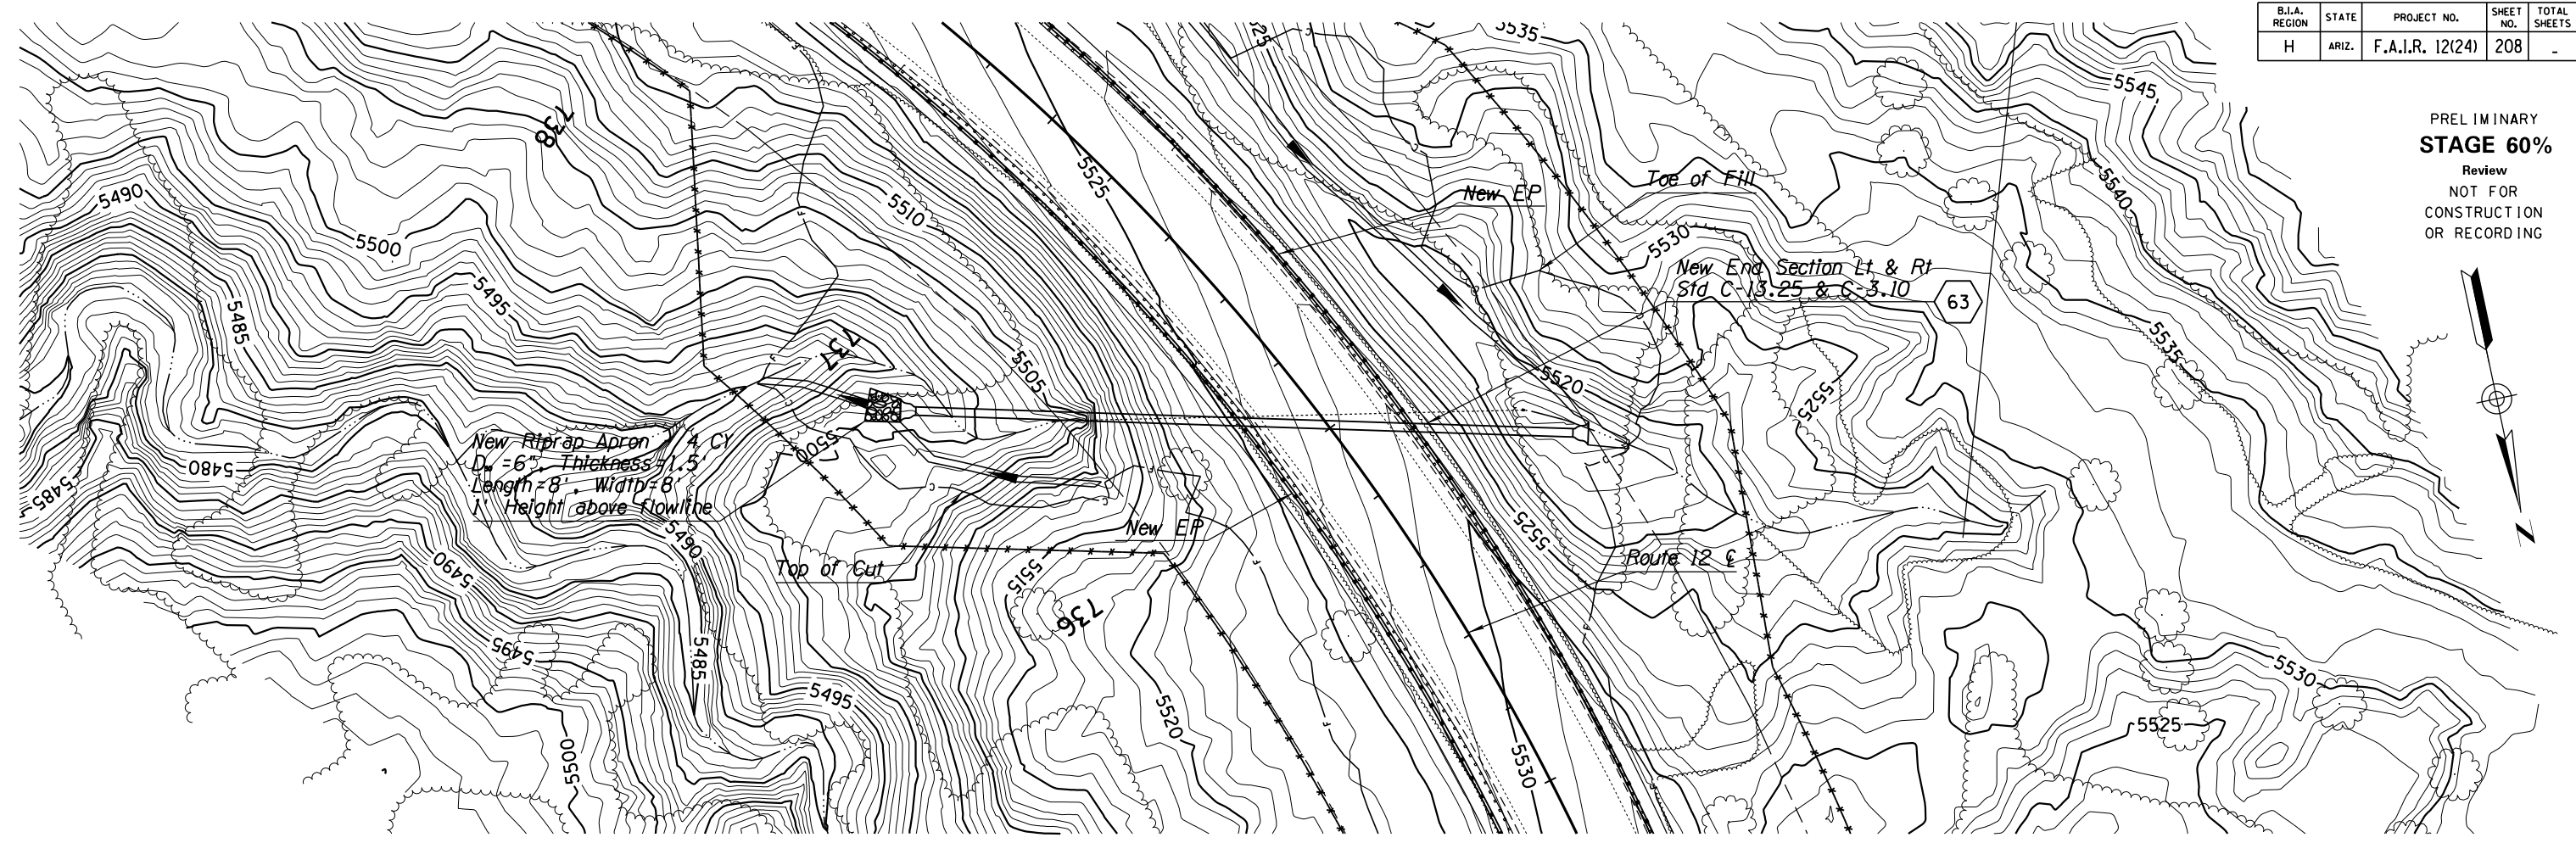 B.I.A. REGION STATE PROJECT NO. SHEET NO. TOTAL SHEETS
H ARIZ. F.A.I.R. 12(24) 208 -
PRELIMINARY
STAGE 60%
Review
NOT FOR
CONSTRUCTION
OR RECORDING
5535
5545
738
5525
5490
5510
5500
New EP
Toe of Fill
5540
5530
New End Section Lt & Rt
Std C-13.25 & C-3.10
63
5495
5485
737
5505
5520
5525
5535
New Riprap Apron 4 CY
=6", Thickness=1.5'
Length=8', Width=8'
1' Height above flowline
5500
5480
5485
5490
5490
New EP
5525
Route 12 ℄
Top of Cut
5515
736
5495
5485
5495
5520
5530
5500
5530
5525